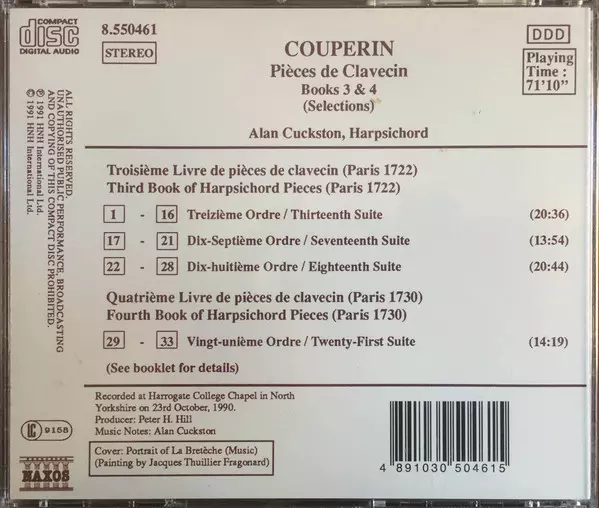 COMPACT
disc
DIGITAL AUDIO
8.550461
STEREO
COUPERIN
Pièces de Clavecin
Books 3 & 4
(Selections)
Alan Cuckston, Harpsichord
DDD
Playing
Time :
71'10"
ALL RIGHTS RESERVED.
UNAUTHORISED PUBLIC PERFORMANCE, BROADCASTING
AND COPYING OF THIS COMPACT DISC PROHIBITED.
℗ 1991 HNH International Ltd.
© 1991 HNH International Ltd.
Troisième Livre de pièces de clavecin (Paris 1722)
Third Book of Harpsichord Pieces (Paris 1722)
1 - 16 Treizième Ordre / Thirteenth Suite (20:36)
17 - 21 Dix-Septième Ordre / Seventeenth Suite (13:54)
22 - 28 Dix-huitième Ordre / Eighteenth Suite (20:44)
Quatrième Livre de pièces de clavecin (Paris 1730)
Fourth Book of Harpsichord Pieces (Paris 1730)
29 - 33 Vingt-unième Ordre / Twenty-First Suite (14:19)
(See booklet for details)
Recorded at Harrogate College Chapel in North
Yorkshire on 23rd October, 1990.
Producer: Peter H. Hill
Music Notes: Alan Cuckston
LC 9158
NAXOS
Cover: Portrait of La Bretèche (Music)
(Painting by Jacques Thuillier Fragonard)
4 891030 504615